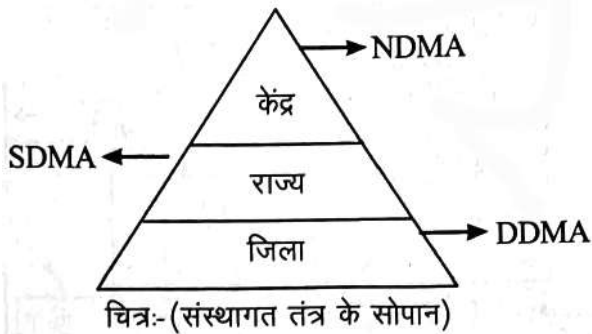 NDMA
केंद्र
SDMA
राज्य
DDMA
जिला
चित्रः-(संस्थागत तंत्र के सोपान)